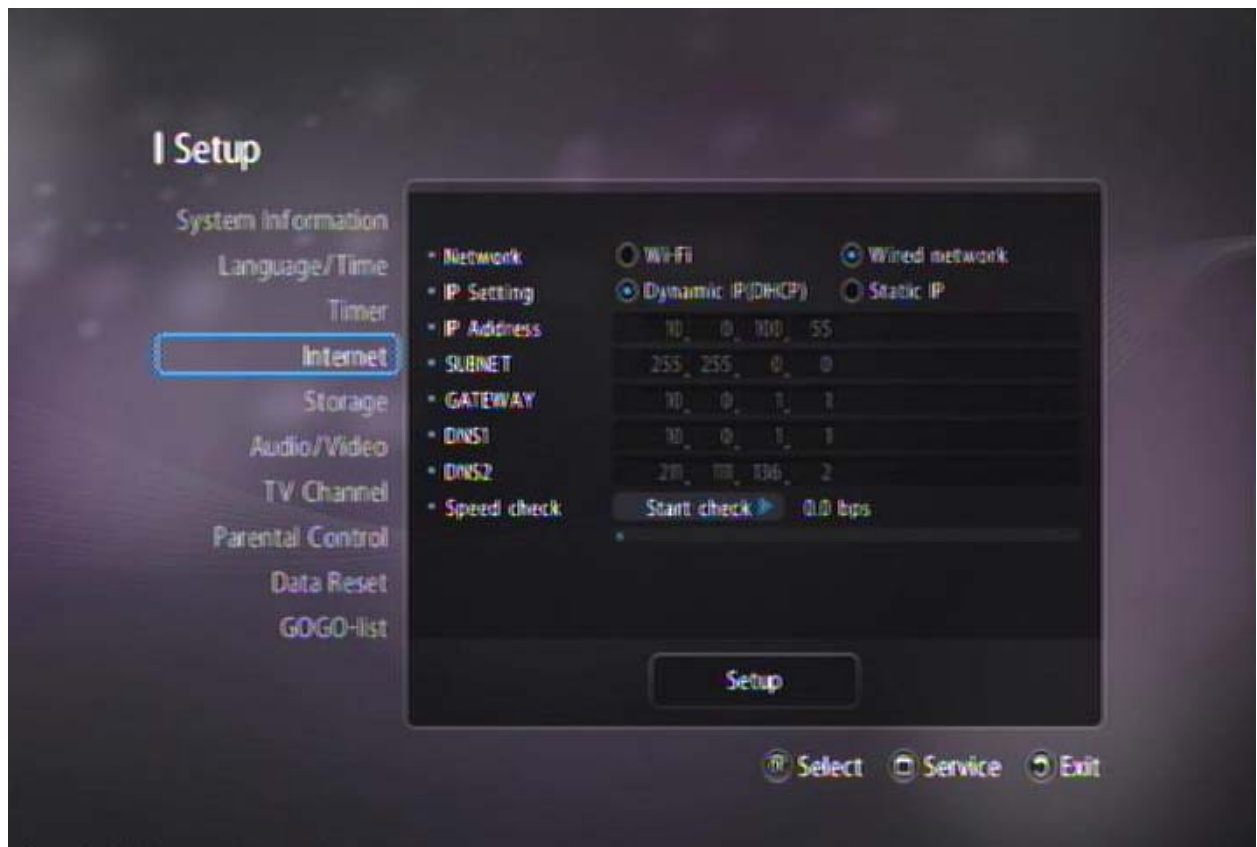 Setup
System Information
Language/Time
Timer
Internet
Storage
Audio/Video
TV Channel
Parental Control
Data Reset
GOGO-list
Network Wi-Fi Wired network
IP Setting Dynamic IP(DHCP) Static IP
IP Address 10. 0. 100. 55
SUBNET 255. 255. 0. 0
GATEWAY 10. 0. 1. 1
DNS1 10. 0. 1. 1
DNS2
Speed check Start check 0.0 bps
Setup
Select Service Exit